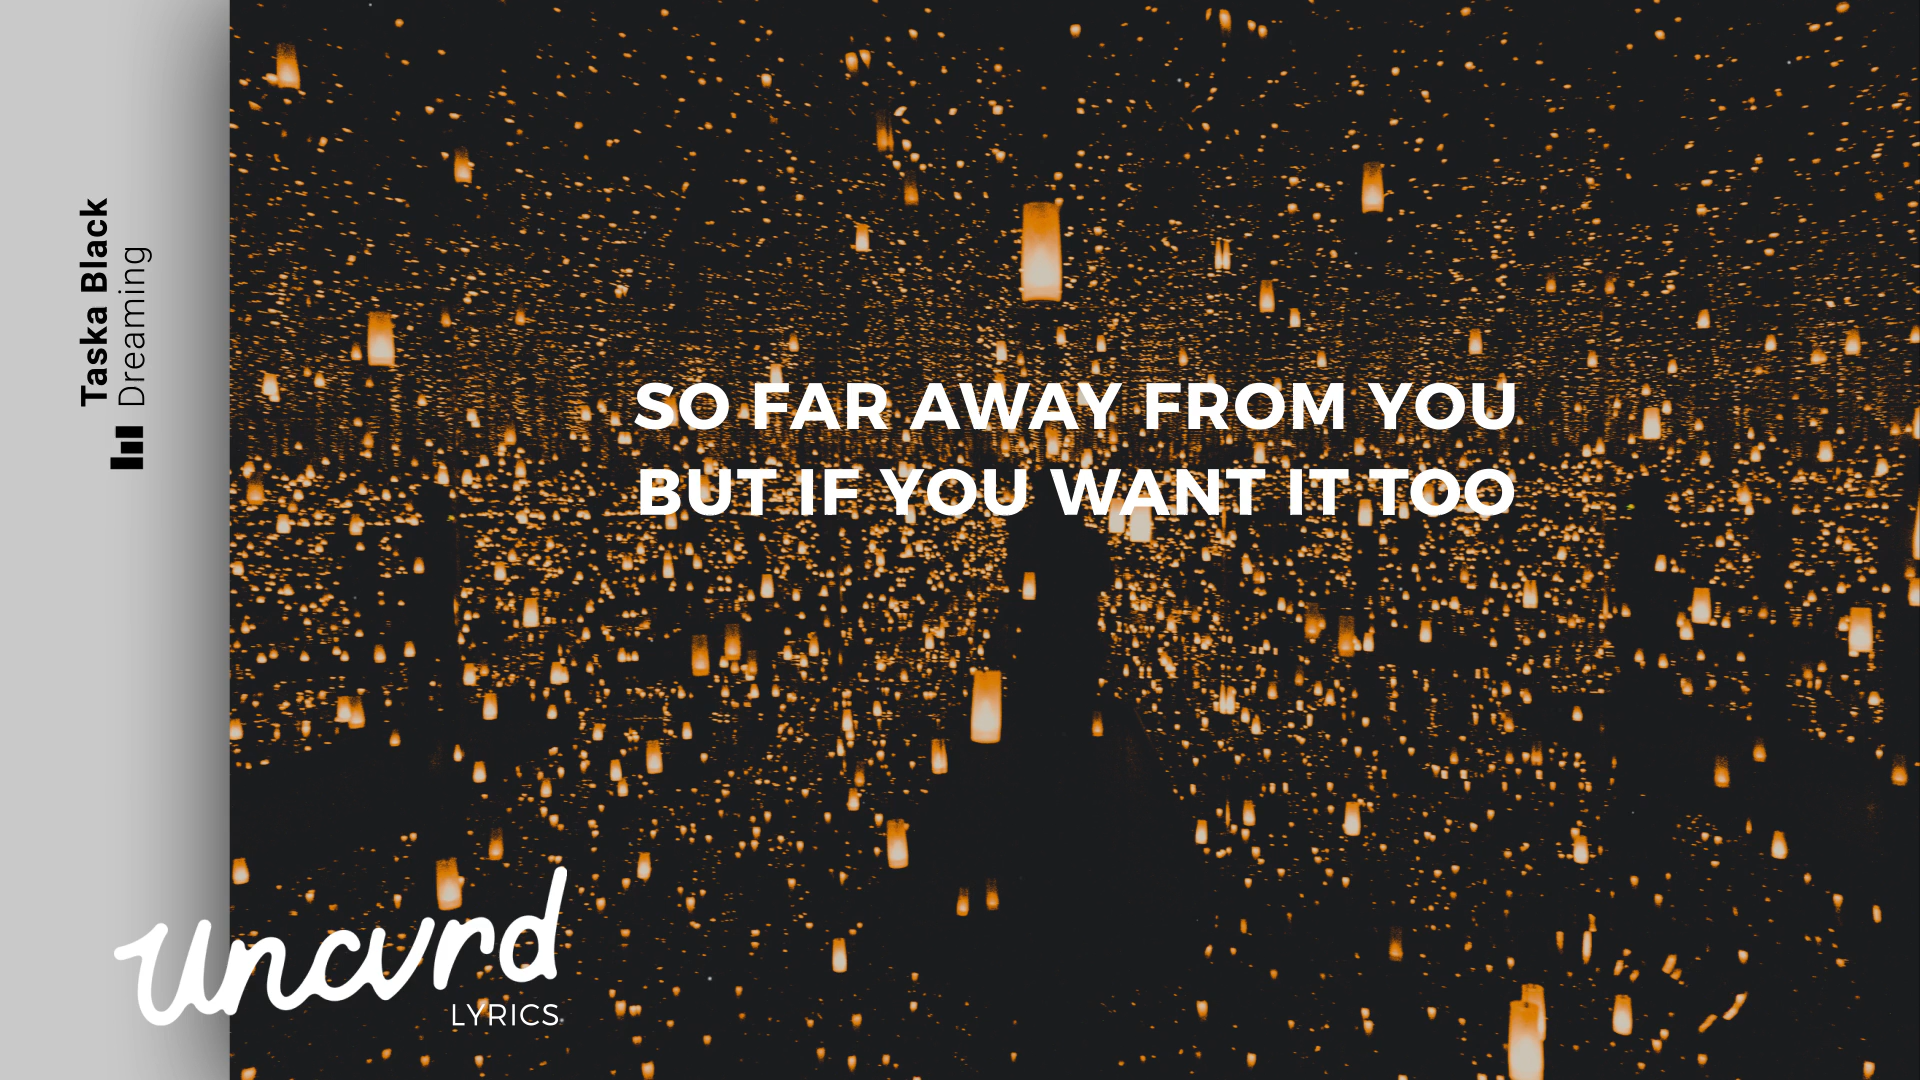 Taska Black
Dreaming
SO FAR AWAY FROM YOU
BUT IF YOU WANT IT TOO
uncvrd
LYRICS